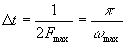 Δt = 1/(2F_max) = π/ω_max